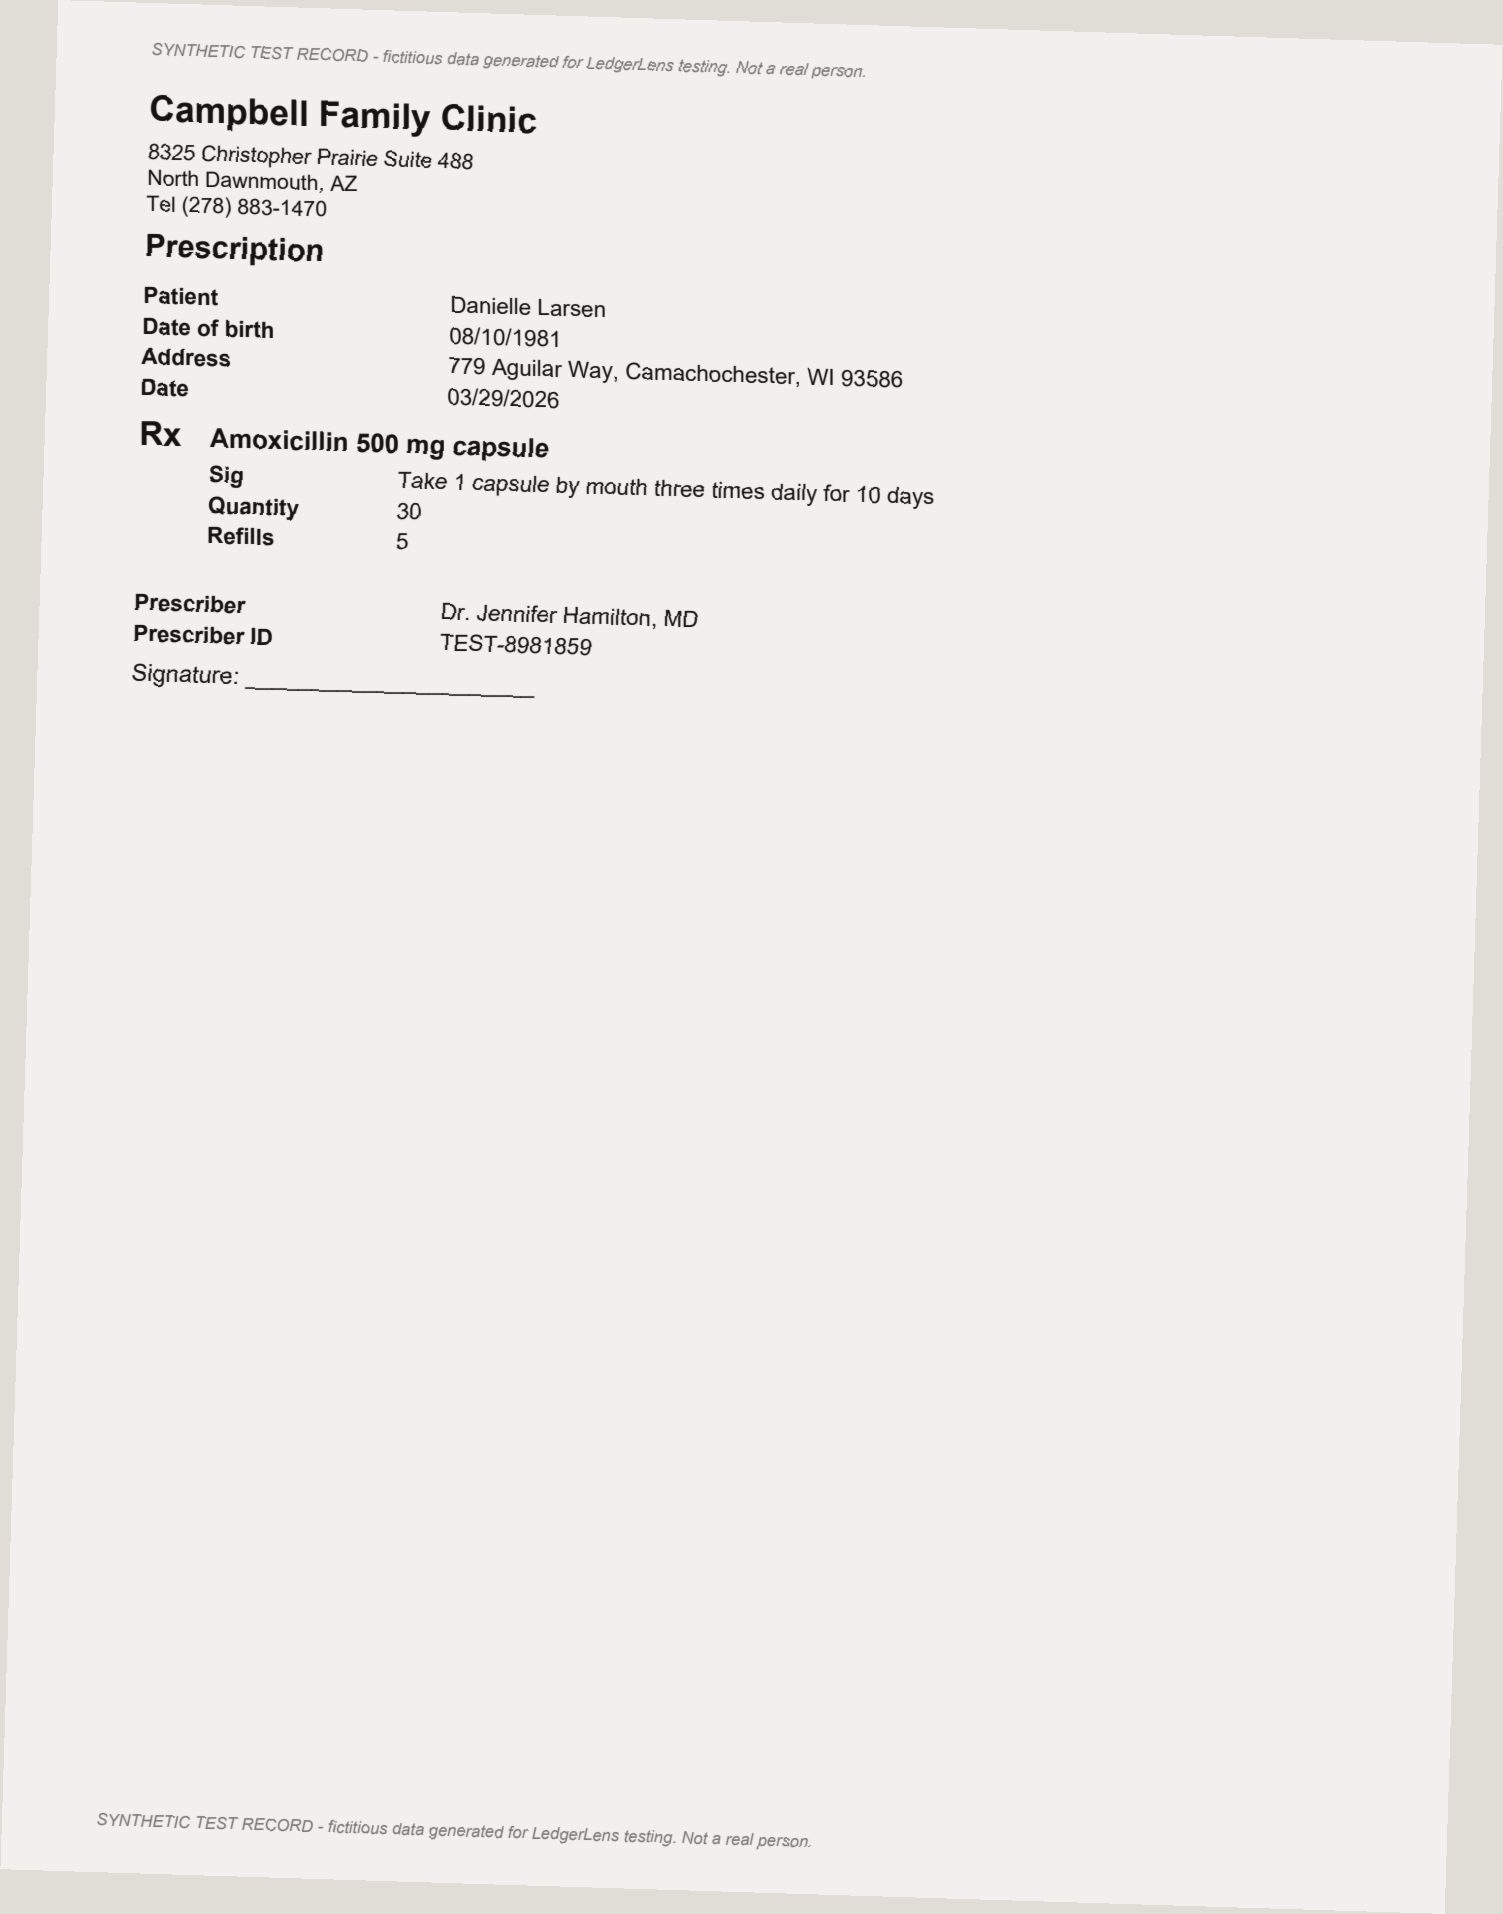 SYNTHETIC TEST RECORD - fictitious data generated for LedgerLens testing. Not a real person.
Campbell Family Clinic
8325 Christopher Prairie Suite 488
North Dawnmouth, AZ
Tel (278) 883-1470
Prescription
Patient Danielle Larsen
Date of birth 08/10/1981
Address 779 Aguilar Way, Camachochester, WI 93586
Date 03/29/2026
Rx Amoxicillin 500 mg capsule
Sig Take 1 capsule by mouth three times daily for 10 days
Quantity 30
Refills 5
Prescriber Dr. Jennifer Hamilton, MD
Prescriber ID TEST-8981859
Signature: ______________________
SYNTHETIC TEST RECORD - fictitious data generated for LedgerLens testing. Not a real person.